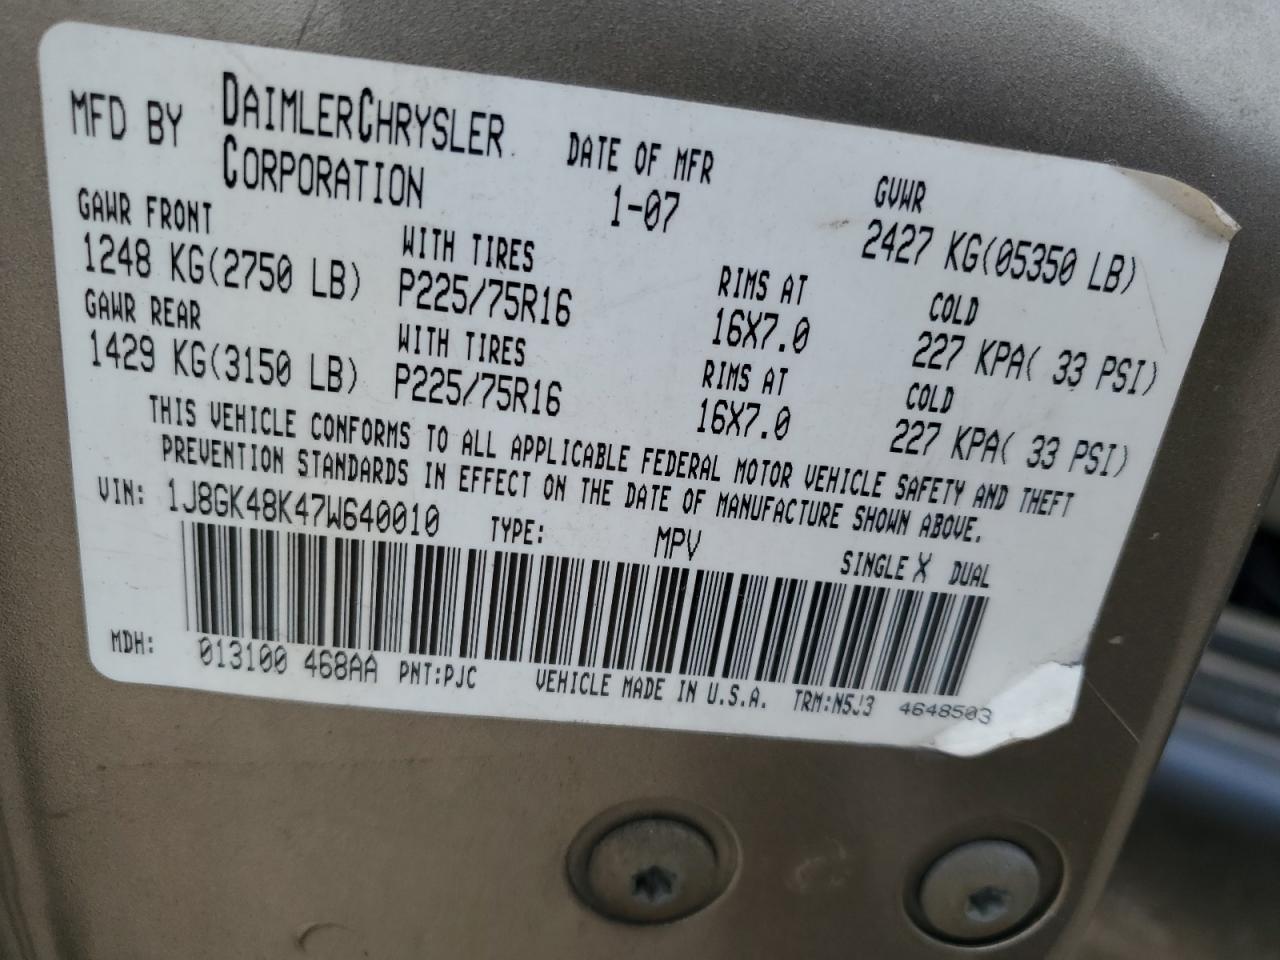 MFD BY DAIMLERCHRYSLER CORPORATION
DATE OF MFR
1-07
GVWR
2427 KG(05350 LB)
GAWR FRONT
1248 KG(2750 LB)
WITH TIRES
P225/75R16
RIMS AT
16X7.0
COLD
227 KPA( 33 PSI)
GAWR REAR
1429 KG(3150 LB)
WITH TIRES
P225/75R16
RIMS AT
16X7.0
COLD
227 KPA( 33 PSI)
THIS VEHICLE CONFORMS TO ALL APPLICABLE FEDERAL MOTOR VEHICLE SAFETY AND THEFT
PREVENTION STANDARDS IN EFFECT ON THE DATE OF MANUFACTURE SHOWN ABOVE.
VIN: 1J8GK48K47W640010 TYPE: MPV SINGLE X DUAL
MDH: 013100 468AA PNT:PJC VEHICLE MADE IN U.S.A. TRM:N5J3 4648503